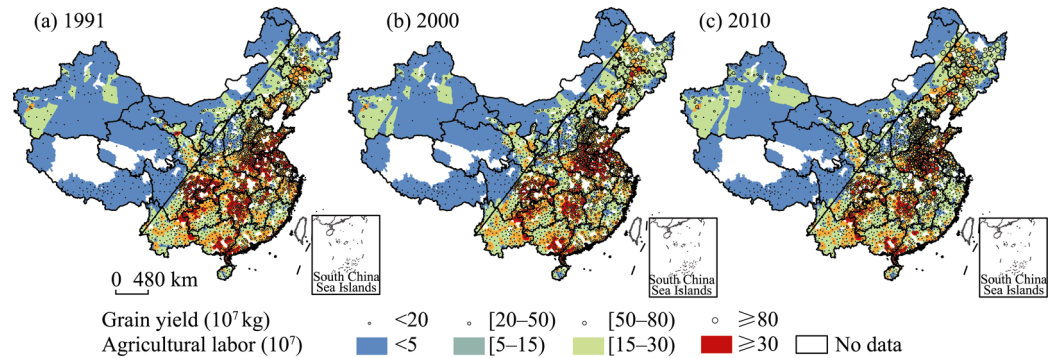 (a) 1991
(b) 2000
(c) 2010
0 480 km
South China
Sea Islands
South China
Sea Islands
South China
Sea Islands
Grain yield (10⁷ kg) <20 [20–50) [50–80) ⩾80
Agricultural labor (10⁷) <5 [5–15) [15–30) ⩾30 No data